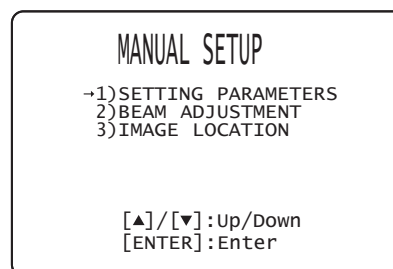 MANUAL SETUP
→1)SETTING PARAMETERS
2)BEAM ADJUSTMENT
3)IMAGE LOCATION
[▲]/[▼]:Up/Down
[ENTER]:Enter